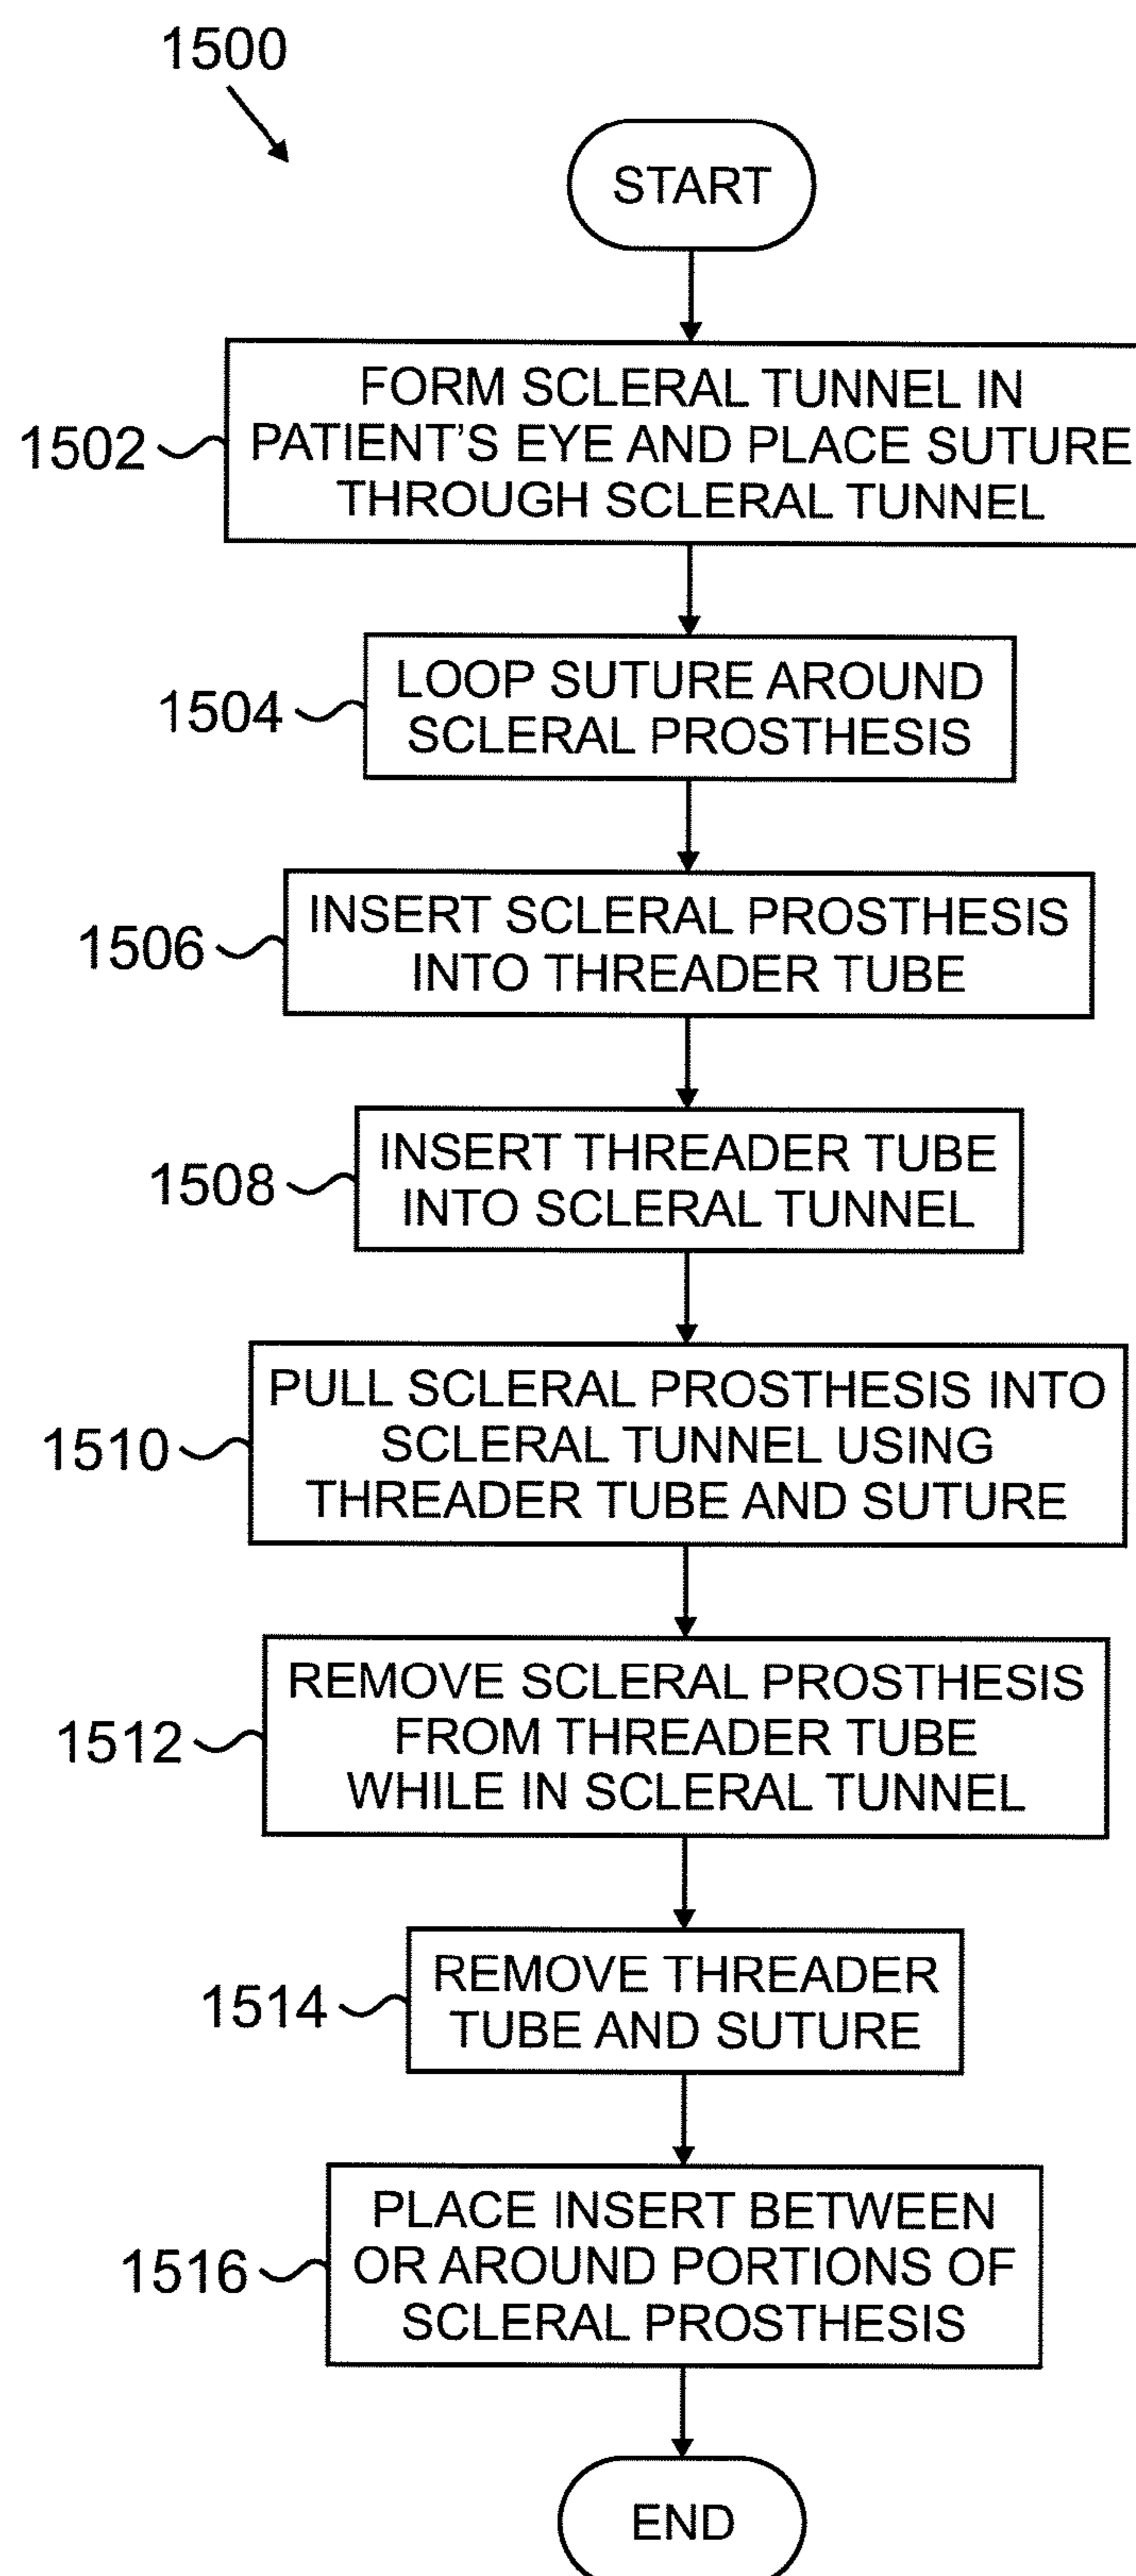 1500
START
1502
FORM SCLERAL TUNNEL IN
PATIENT'S EYE AND PLACE SUTURE
THROUGH SCLERAL TUNNEL
1504
LOOP SUTURE AROUND
SCLERAL PROSTHESIS
1506
INSERT SCLERAL PROSTHESIS
INTO THREADER TUBE
1508
INSERT THREADER TUBE
INTO SCLERAL TUNNEL
1510
PULL SCLERAL PROSTHESIS INTO
SCLERAL TUNNEL USING
THREADER TUBE AND SUTURE
1512
REMOVE SCLERAL PROSTHESIS
FROM THREADER TUBE
WHILE IN SCLERAL TUNNEL
1514
REMOVE THREADER
TUBE AND SUTURE
1516
PLACE INSERT BETWEEN
OR AROUND PORTIONS OF
SCLERAL PROSTHESIS
END